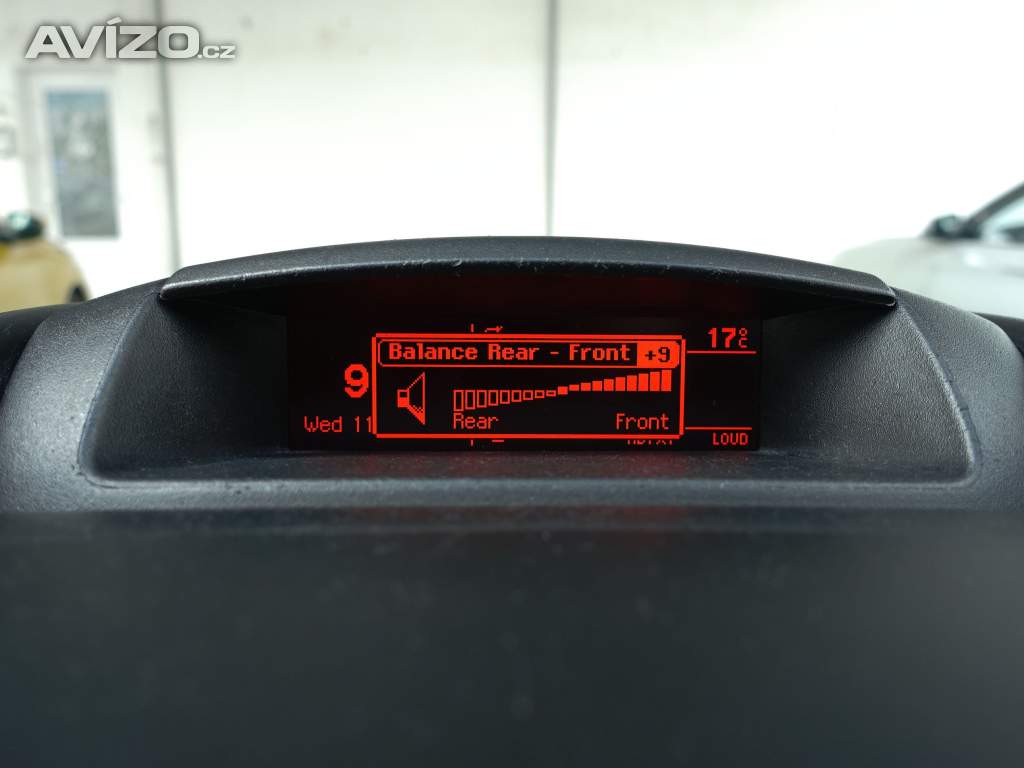 AVÍZO.cz
17°C
Balance Rear - Front +9
9
Rear Front
Wed 11
LOUD